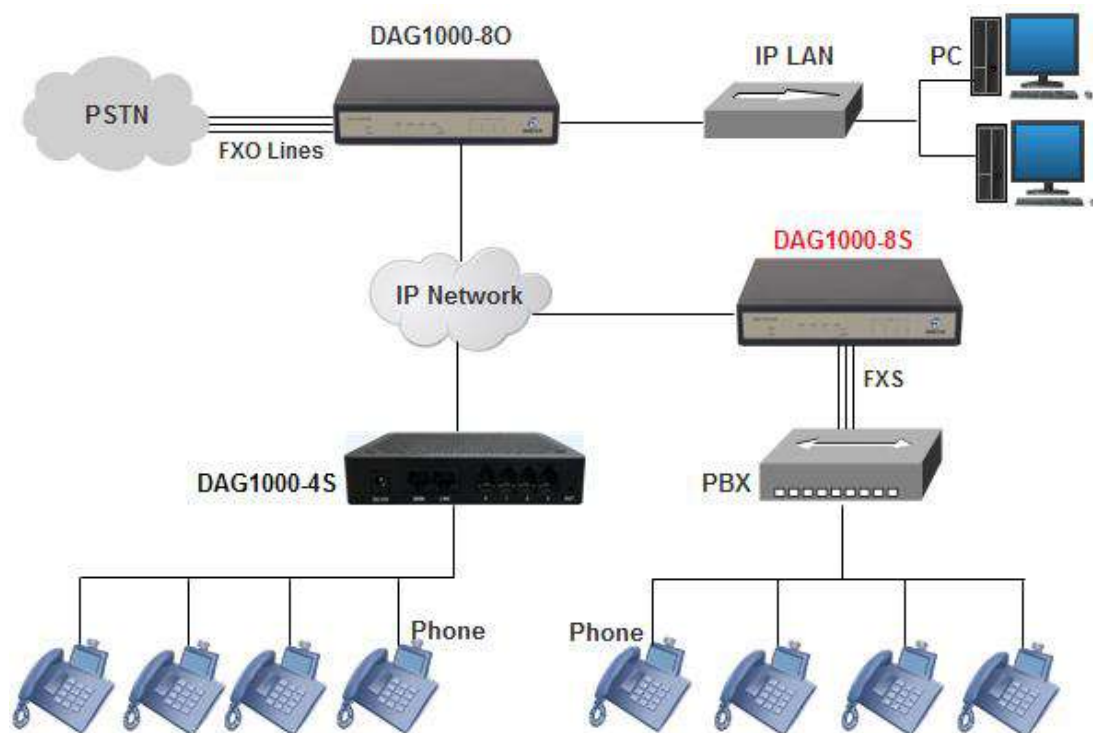 DAG1000-8O
IP LAN
PC
PSTN
FXO Lines
DAG1000-8S
IP Network
FXS
DAG1000-4S
PBX
Phone
Phone